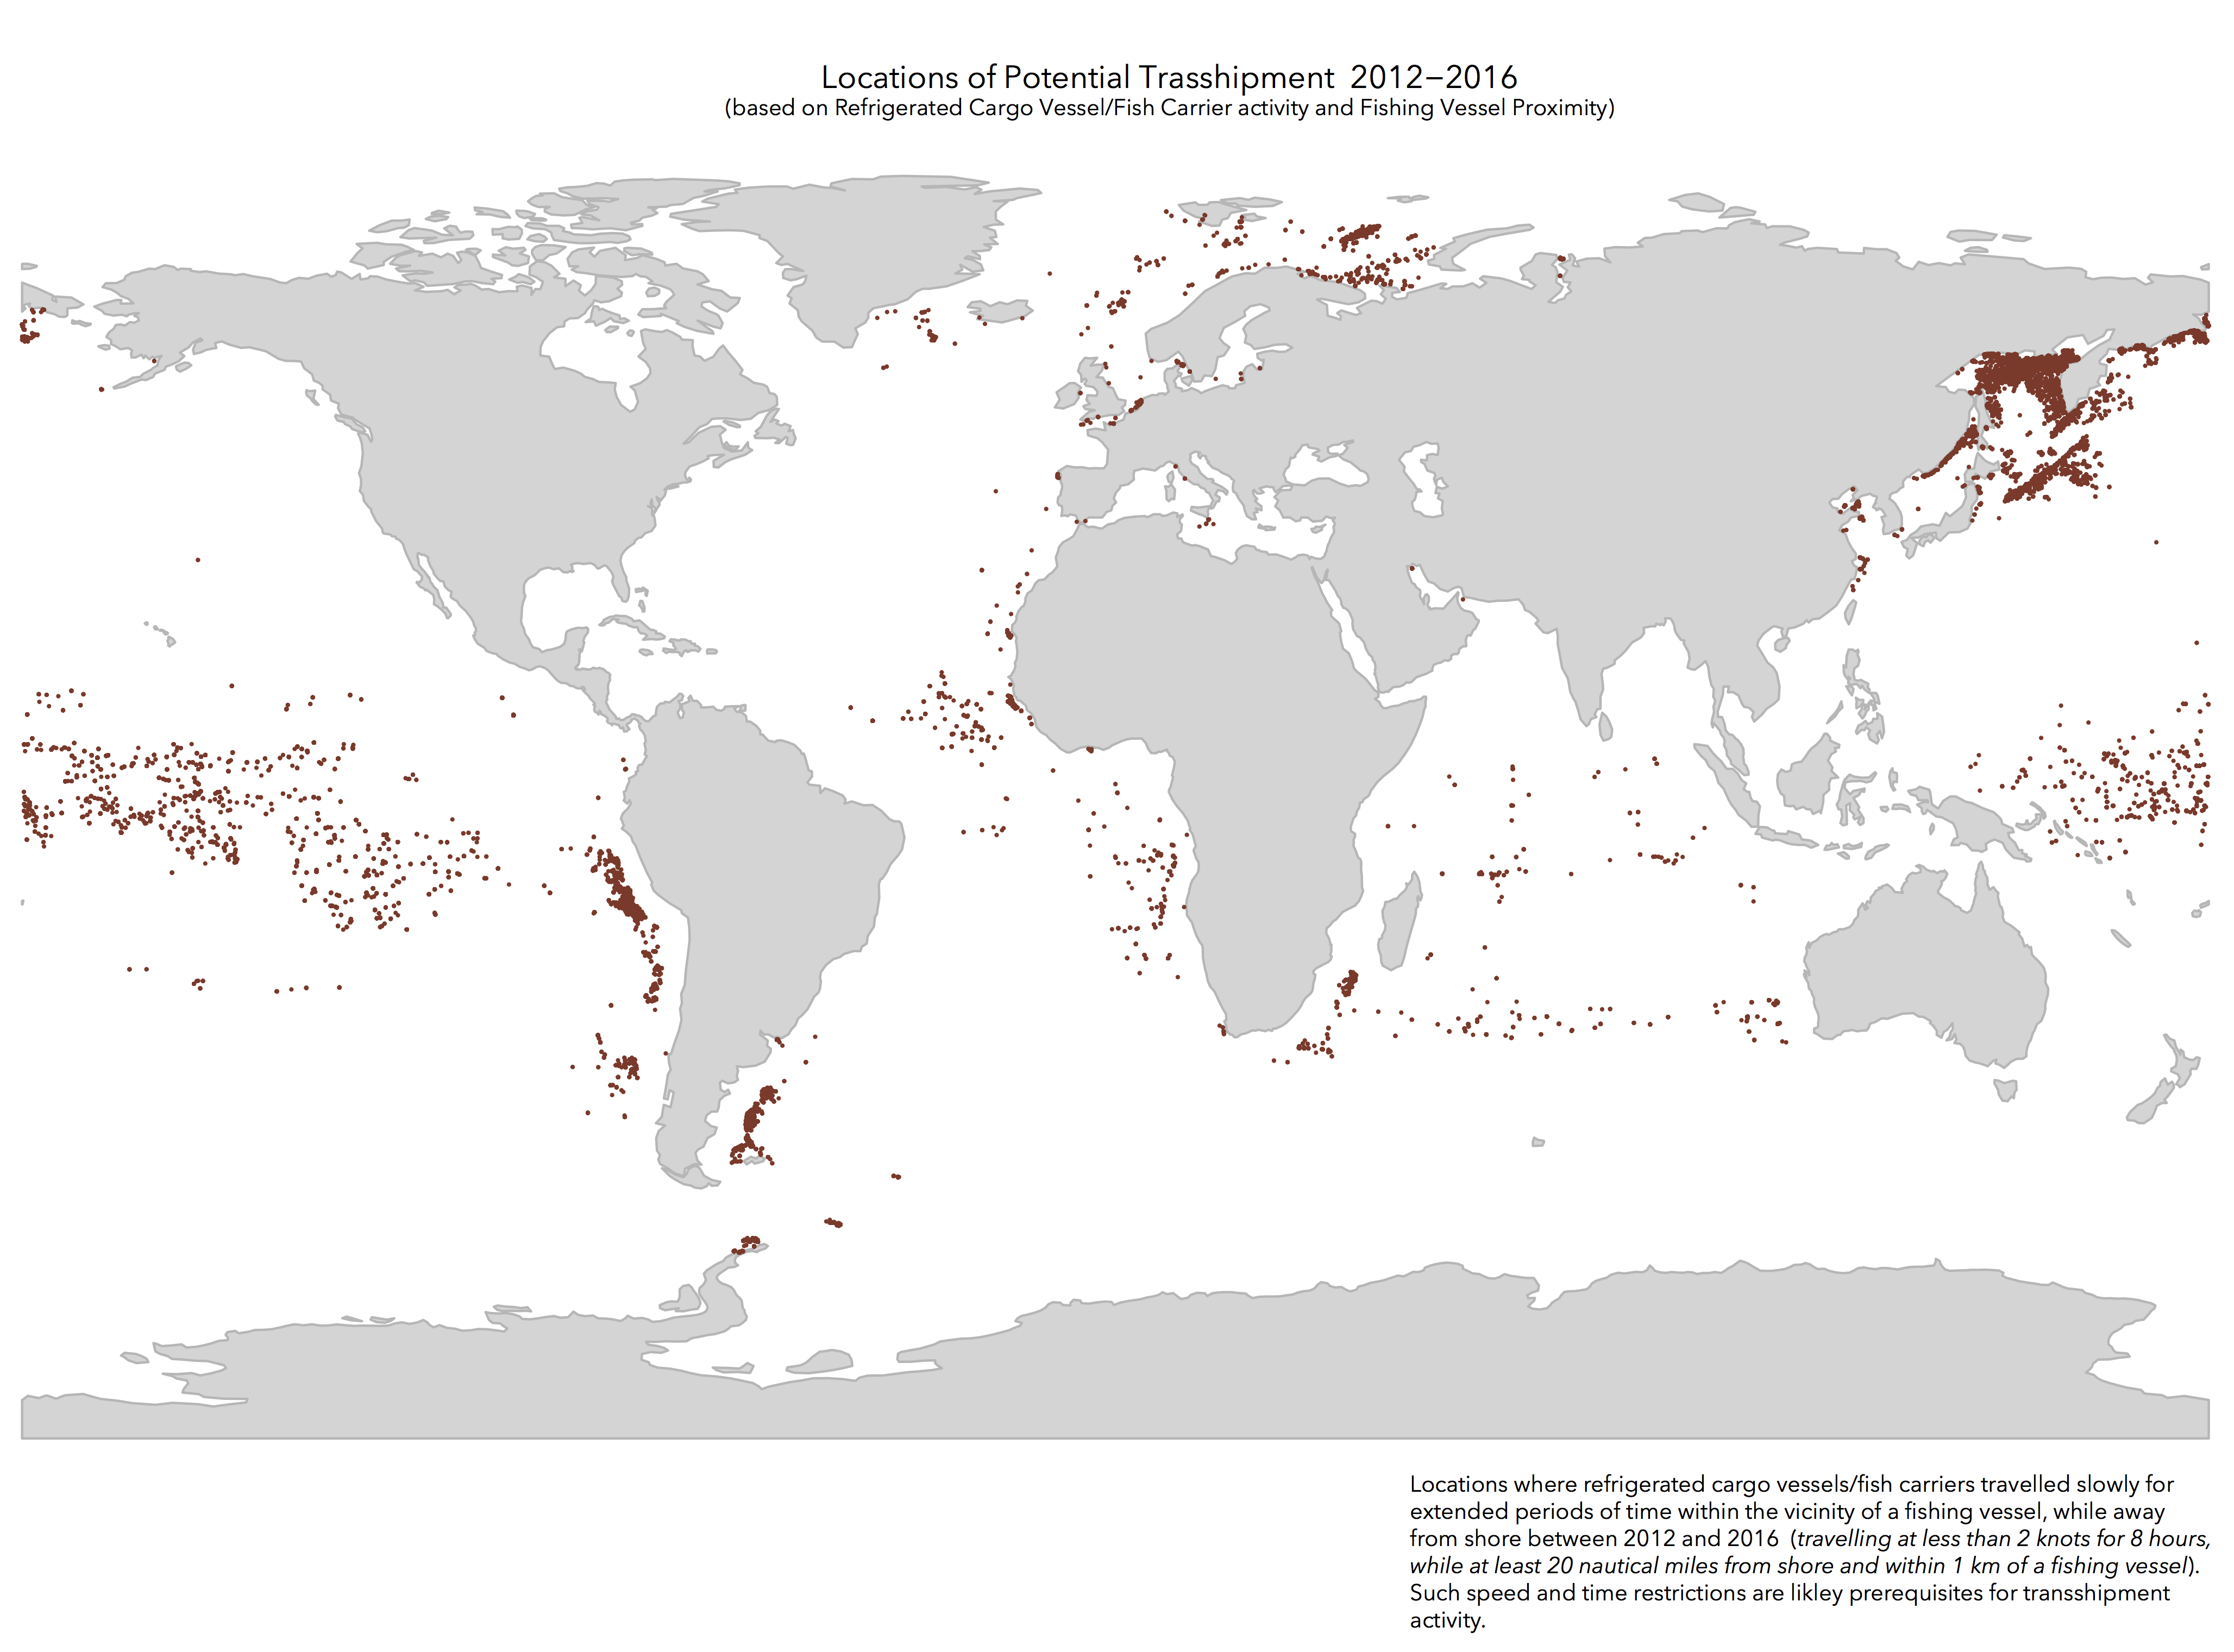 Locations of Potential Trasshipment 2012–2016
(based on Refrigerated Cargo Vessel/Fish Carrier activity and Fishing Vessel Proximity)
Locations where refrigerated cargo vessels/fish carriers travelled slowly for
extended periods of time within the vicinity of a fishing vessel, while away
from shore between 2012 and 2016 (travelling at less than 2 knots for 8 hours,
while at least 20 nautical miles from shore and within 1 km of a fishing vessel).
Such speed and time restrictions are likley prerequisites for transshipment
activity.